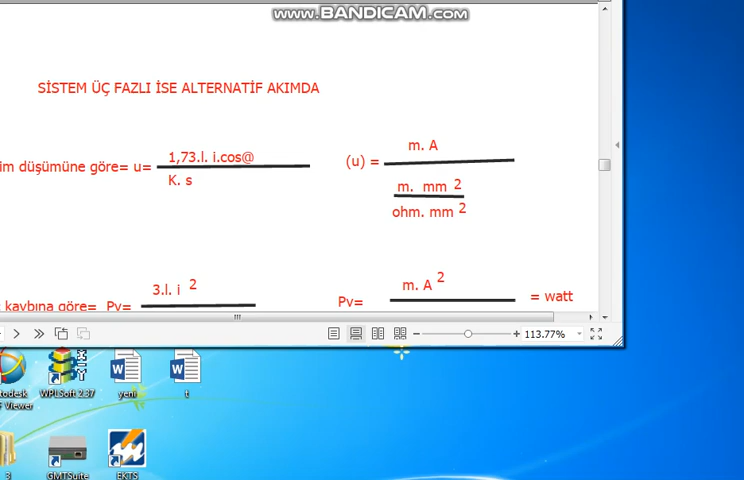 www.BANDICAM.com
SİSTEM ÜÇ FAZLI İSE ALTERNATİF AKIMDA
im düşümüne göre= u=
1,73.l. i.cos@
K. s
(u) =
m. A
m. mm 2
ohm. mm 2
kaybına göre= Pv=
3.l. i 2
Pv=
m. A 2
= watt
113.77%
W
W
todesk
F Viewer
WPLSoft 2.37
yeni
t
3
GMTSuite
EKTS